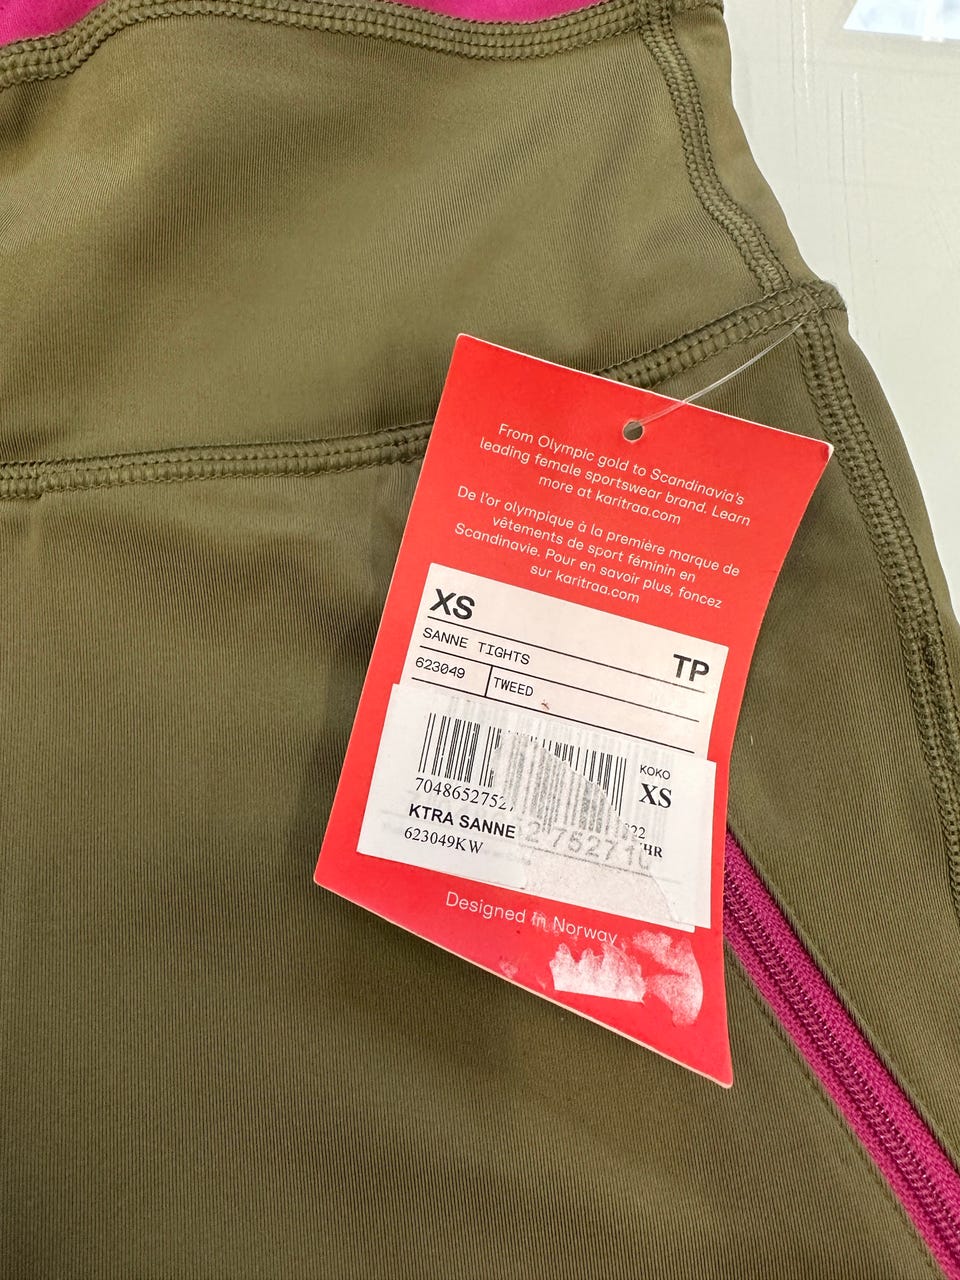 From Olympic gold to Scandinavia's
leading female sportswear brand. Learn
more at karitraa.com
De l'or olympique à la première marque de
vêtements de sport féminin en
Scandinavie. Pour en savoir plus, foncez
sur karitraa.com
XS
TP
SANNE TIGHTS
623049 TWEED
KOKO
XS
KTRA SANNE
623049KW
Designed in Norway